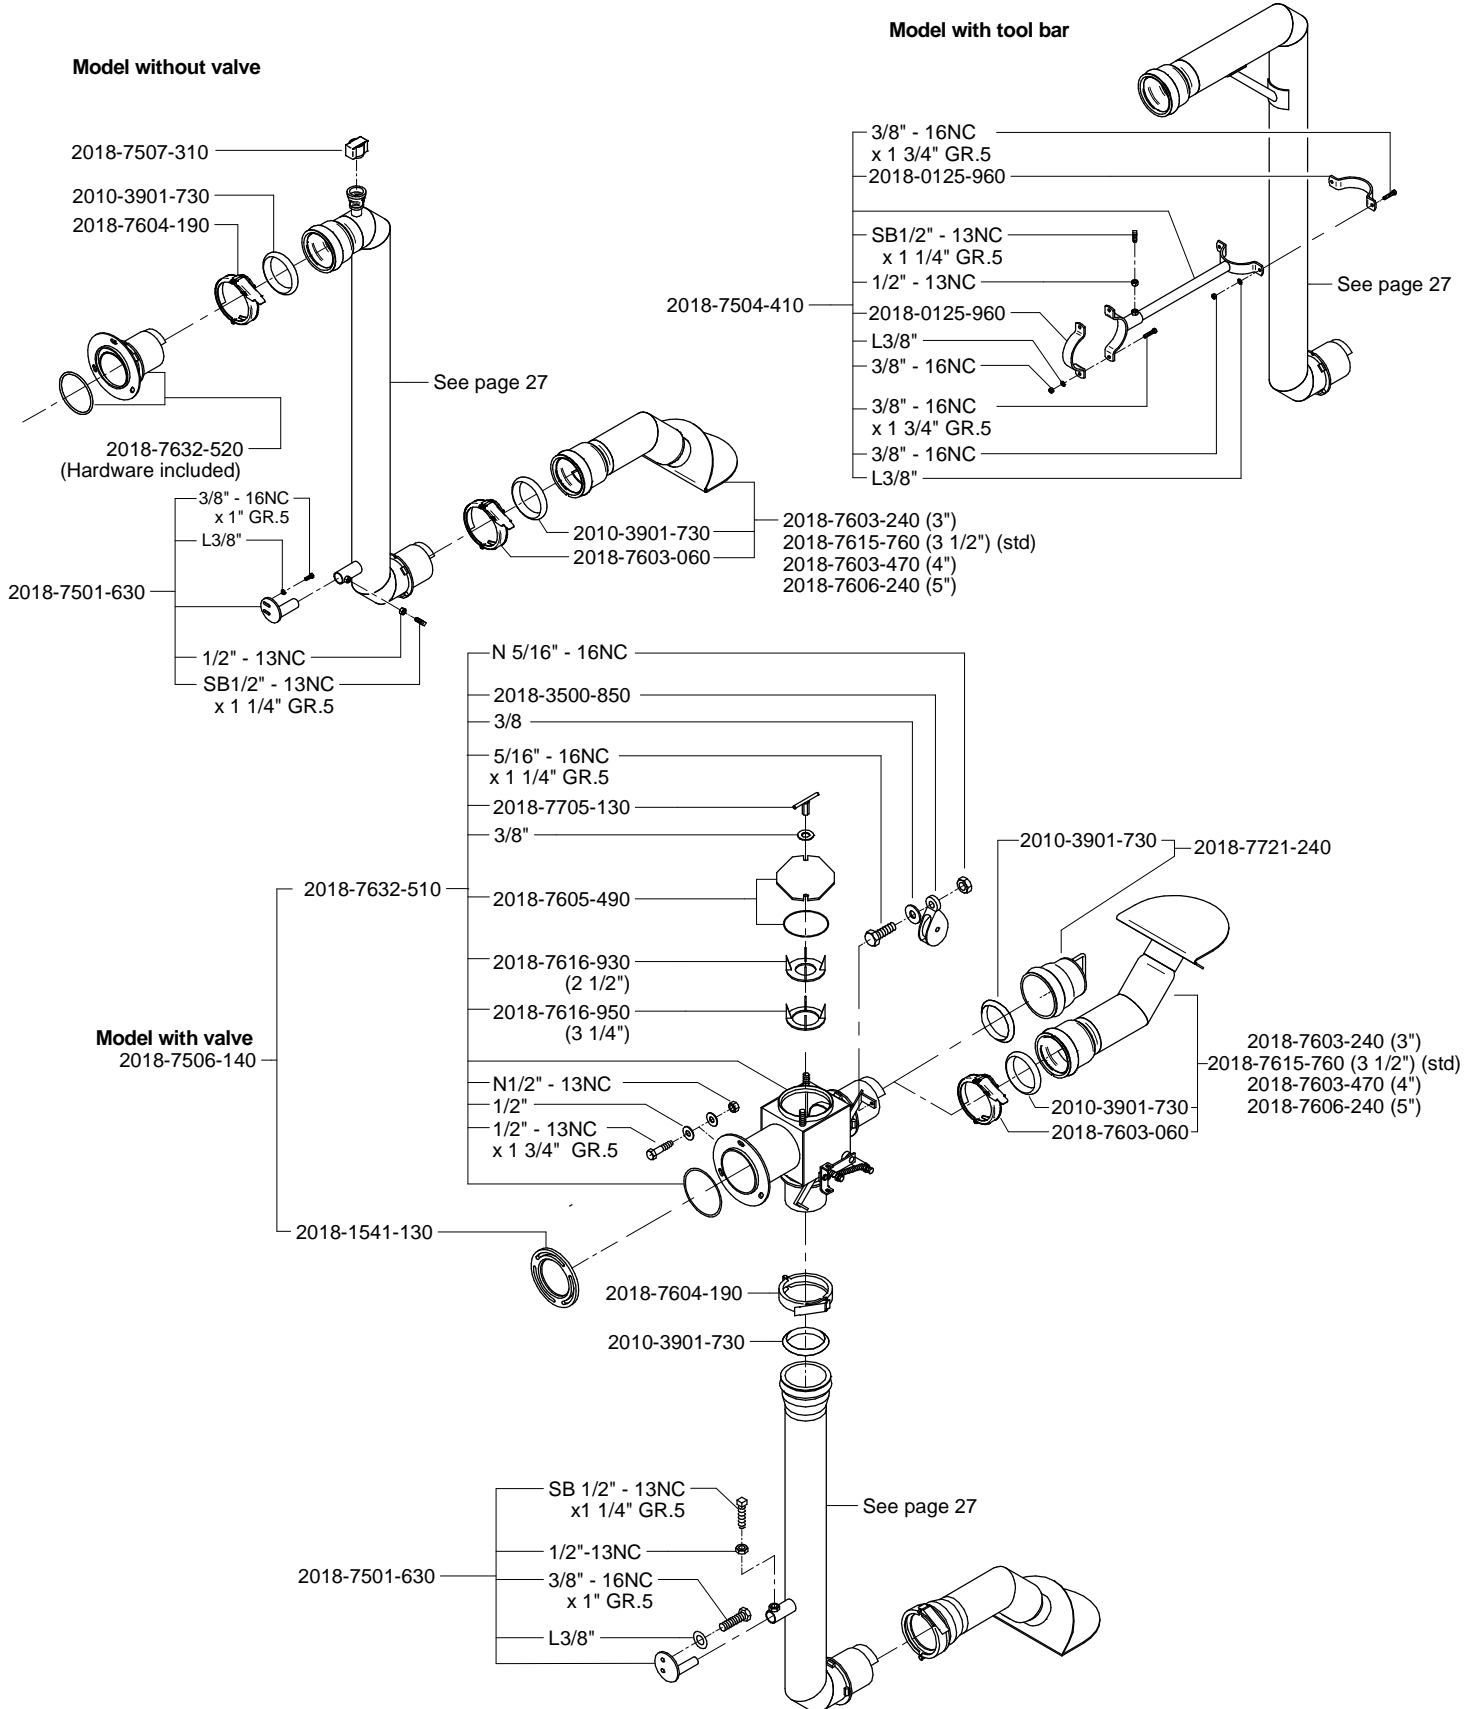 Model with tool bar
Model without valve
3/8" - 16NC
x 1 3/4" GR.5
2018-0125-960
SB1/2" - 13NC
x 1 1/4" GR.5
1/2" - 13NC
2018-7504-410
2018-0125-960
L3/8"
3/8" - 16NC
3/8" - 16NC
x 1 3/4" GR.5
3/8" - 16NC
L3/8"
See page 27
2018-7507-310
2010-3901-730
2018-7604-190
See page 27
2018-7632-520
(Hardware included)
3/8" - 16NC
x 1" GR.5
L3/8"
2018-7501-630
1/2" - 13NC
SB1/2" - 13NC
x 1 1/4" GR.5
2010-3901-730
2018-7603-060
2018-7603-240 (3")
2018-7615-760 (3 1/2") (std)
2018-7603-470 (4")
2018-7606-240 (5")
N 5/16" - 16NC
2018-3500-850
3/8
5/16" - 16NC
x 1 1/4" GR.5
2018-7705-130
3/8"
2018-7632-510
2018-7605-490
2018-7616-930
(2 1/2")
2018-7616-950
(3 1/4")
Model with valve
2018-7506-140
N1/2" - 13NC
1/2"
1/2" - 13NC
x 1 3/4" GR.5
2018-1541-130
2010-3901-730
2018-7721-240
2018-7603-240 (3")
2018-7615-760 (3 1/2") (std)
2018-7603-470 (4")
2018-7606-240 (5")
2010-3901-730
2018-7603-060
2018-7604-190
2010-3901-730
SB 1/2" - 13NC
x1 1/4" GR.5
1/2"-13NC
2018-7501-630
3/8" - 16NC
x 1" GR.5
L3/8"
See page 27